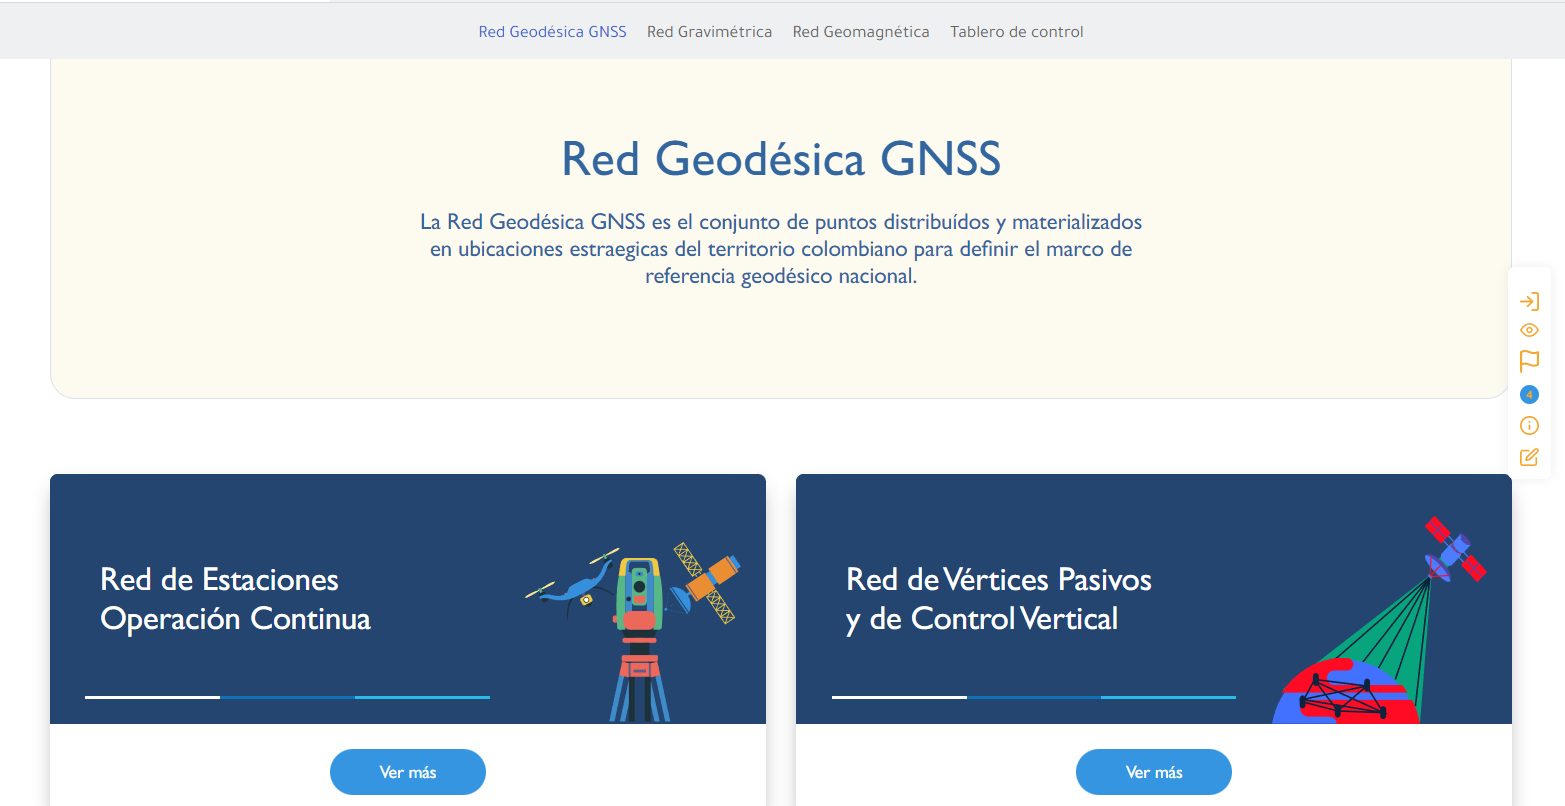 Red Geodésica GNSS Red Gravimétrica Red Geomagnética Tablero de control
Red Geodésica GNSS
La Red Geodésica GNSS es el conjunto de puntos distribuídos y materializados
en ubicaciones estraegicas del territorio colombiano para definir el marco de
referencia geodésico nacional.
4
Red de Estaciones
Operación Continua
Ver más
Red de Vértices Pasivos
y de Control Vertical
Ver más